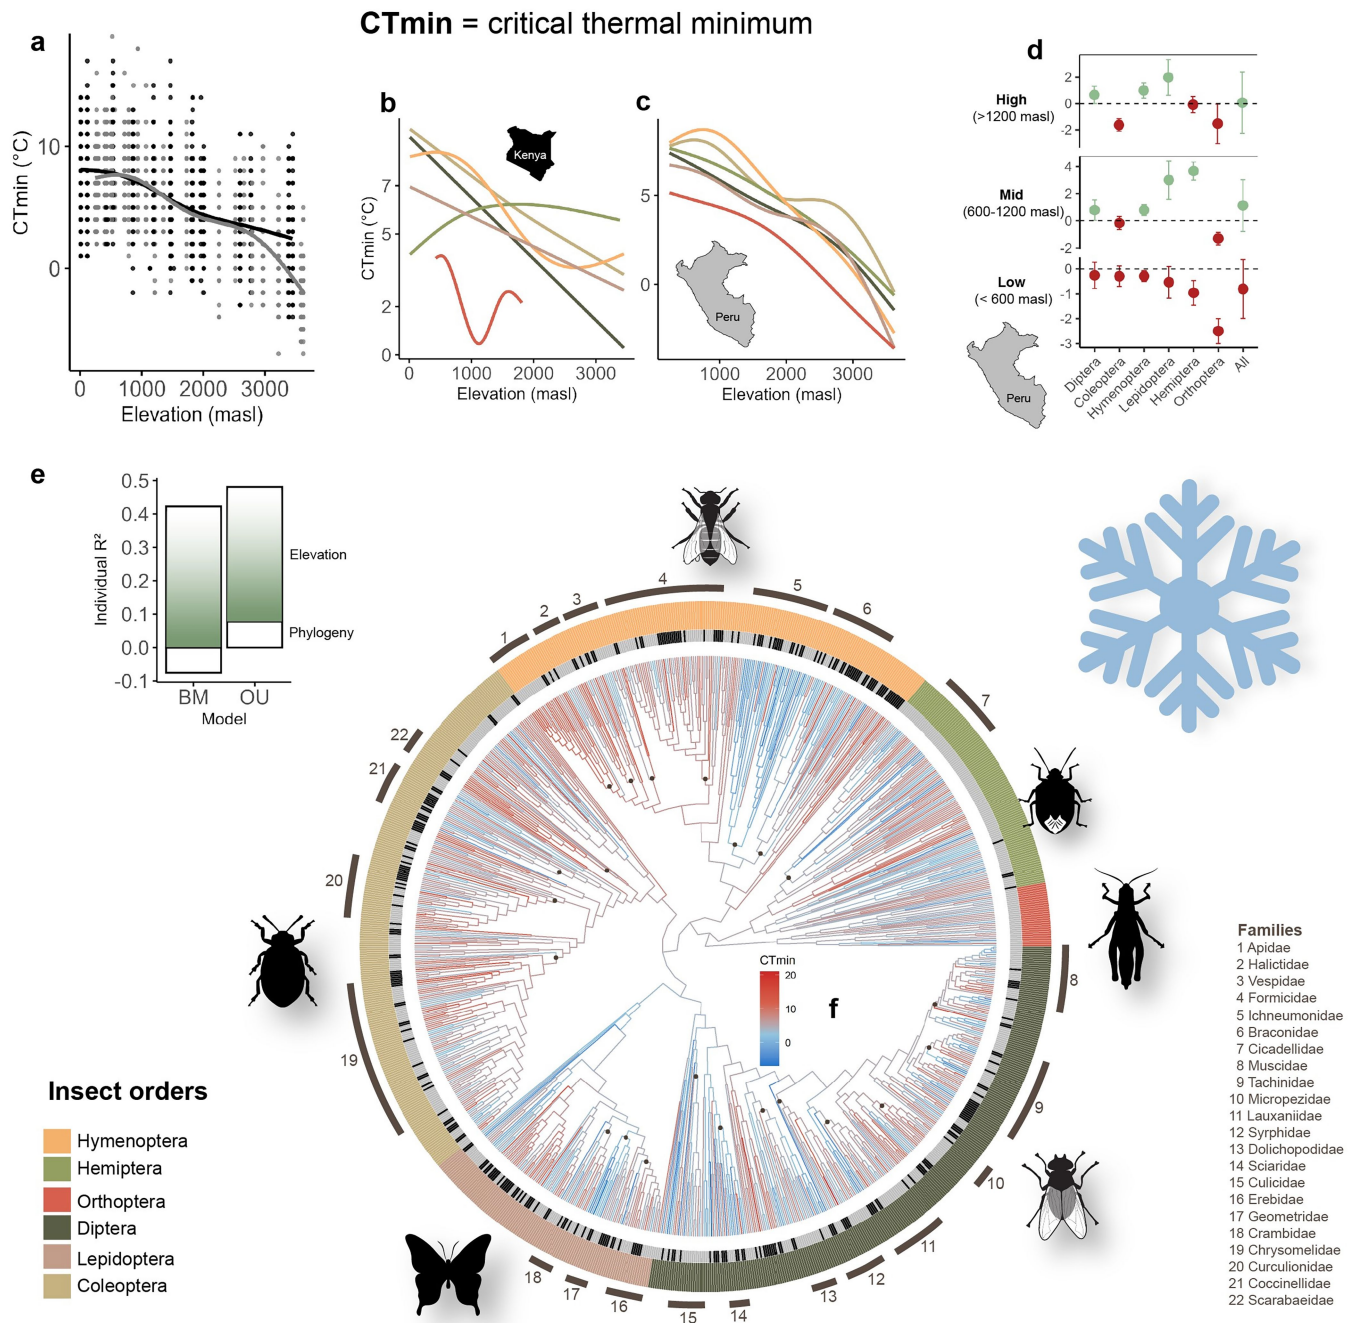 CTmin = critical thermal minimum
a
CTmin (°C)
10
0
0
1000
2000
3000
Elevation (masl)
b
Kenya
CTmin (°C)
7
5
2
0
0
1000
2000
3000
Elevation (masl)
c
5
0
Peru
1000
2000
3000
Elevation (masl)
d
High
(>1200 masl)
2
0
-2
Mid
(600-1200 masl)
4
2
0
-2
Low
(< 600 masl)
0
-1
-2
-3
Peru
Diptera
Coleoptera
Hymenoptera
Lepidoptera
Hemiptera
Orthoptera
All
e
Individual R²
0.5
0.4
0.3
0.2
0.1
0.0
-0.1
Elevation
Phylogeny
BM
OU
Model
1
2
3
4
5
6
7
8
9
10
11
12
13
14
15
16
17
18
19
20
21
22
CTmin
20
10
0
f
Insect orders
Hymenoptera
Hemiptera
Orthoptera
Diptera
Lepidoptera
Coleoptera
Families
1 Apidae
2 Halictidae
3 Vespidae
4 Formicidae
5 Ichneumonidae
6 Braconidae
7 Cicadellidae
8 Muscidae
9 Tachinidae
10 Micropezidae
11 Lauxaniidae
12 Syrphidae
13 Dolichopodidae
14 Sciaridae
15 Culicidae
16 Erebidae
17 Geometridae
18 Crambidae
19 Chrysomelidae
20 Curculionidae
21 Coccinellidae
22 Scarabaeidae